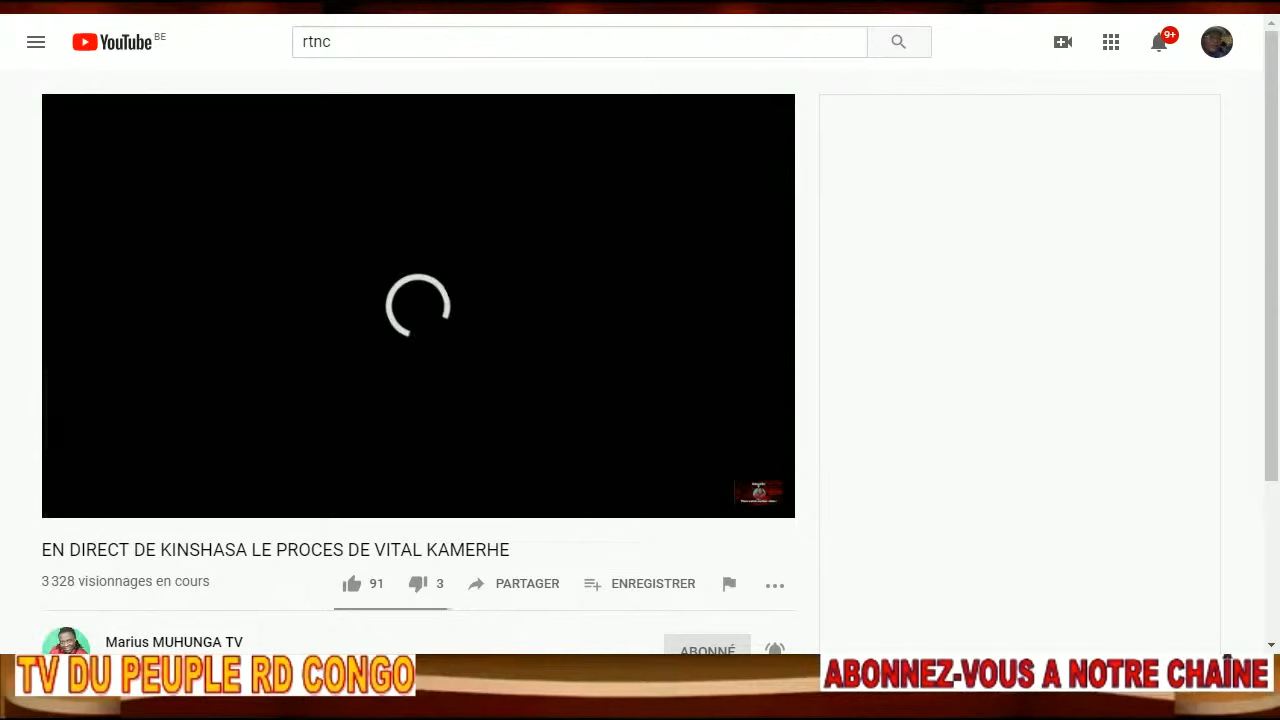 YouTube BE
rtnc
9+
EN DIRECT DE KINSHASA LE PROCES DE VITAL KAMERHE
3 328 visionnages en cours
91
3
PARTAGER
ENREGISTRER
Marius MUHUNGA TV
ABONNÉ
TV DU PEUPLE RD CONGO
ABONNEZ-VOUS A NOTRE CHAÎNE